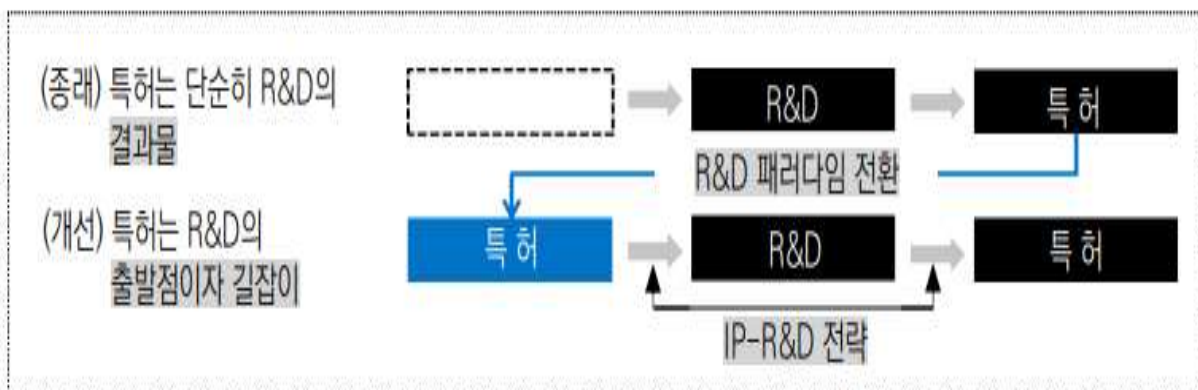 (종래) 특허는 단순히 R&D의
결과물
R&D
특 허
R&D 패러다임 전환
(개선) 특허는 R&D의
출발점이자 길잡이
특 허
R&D
특 허
IP-R&D 전략